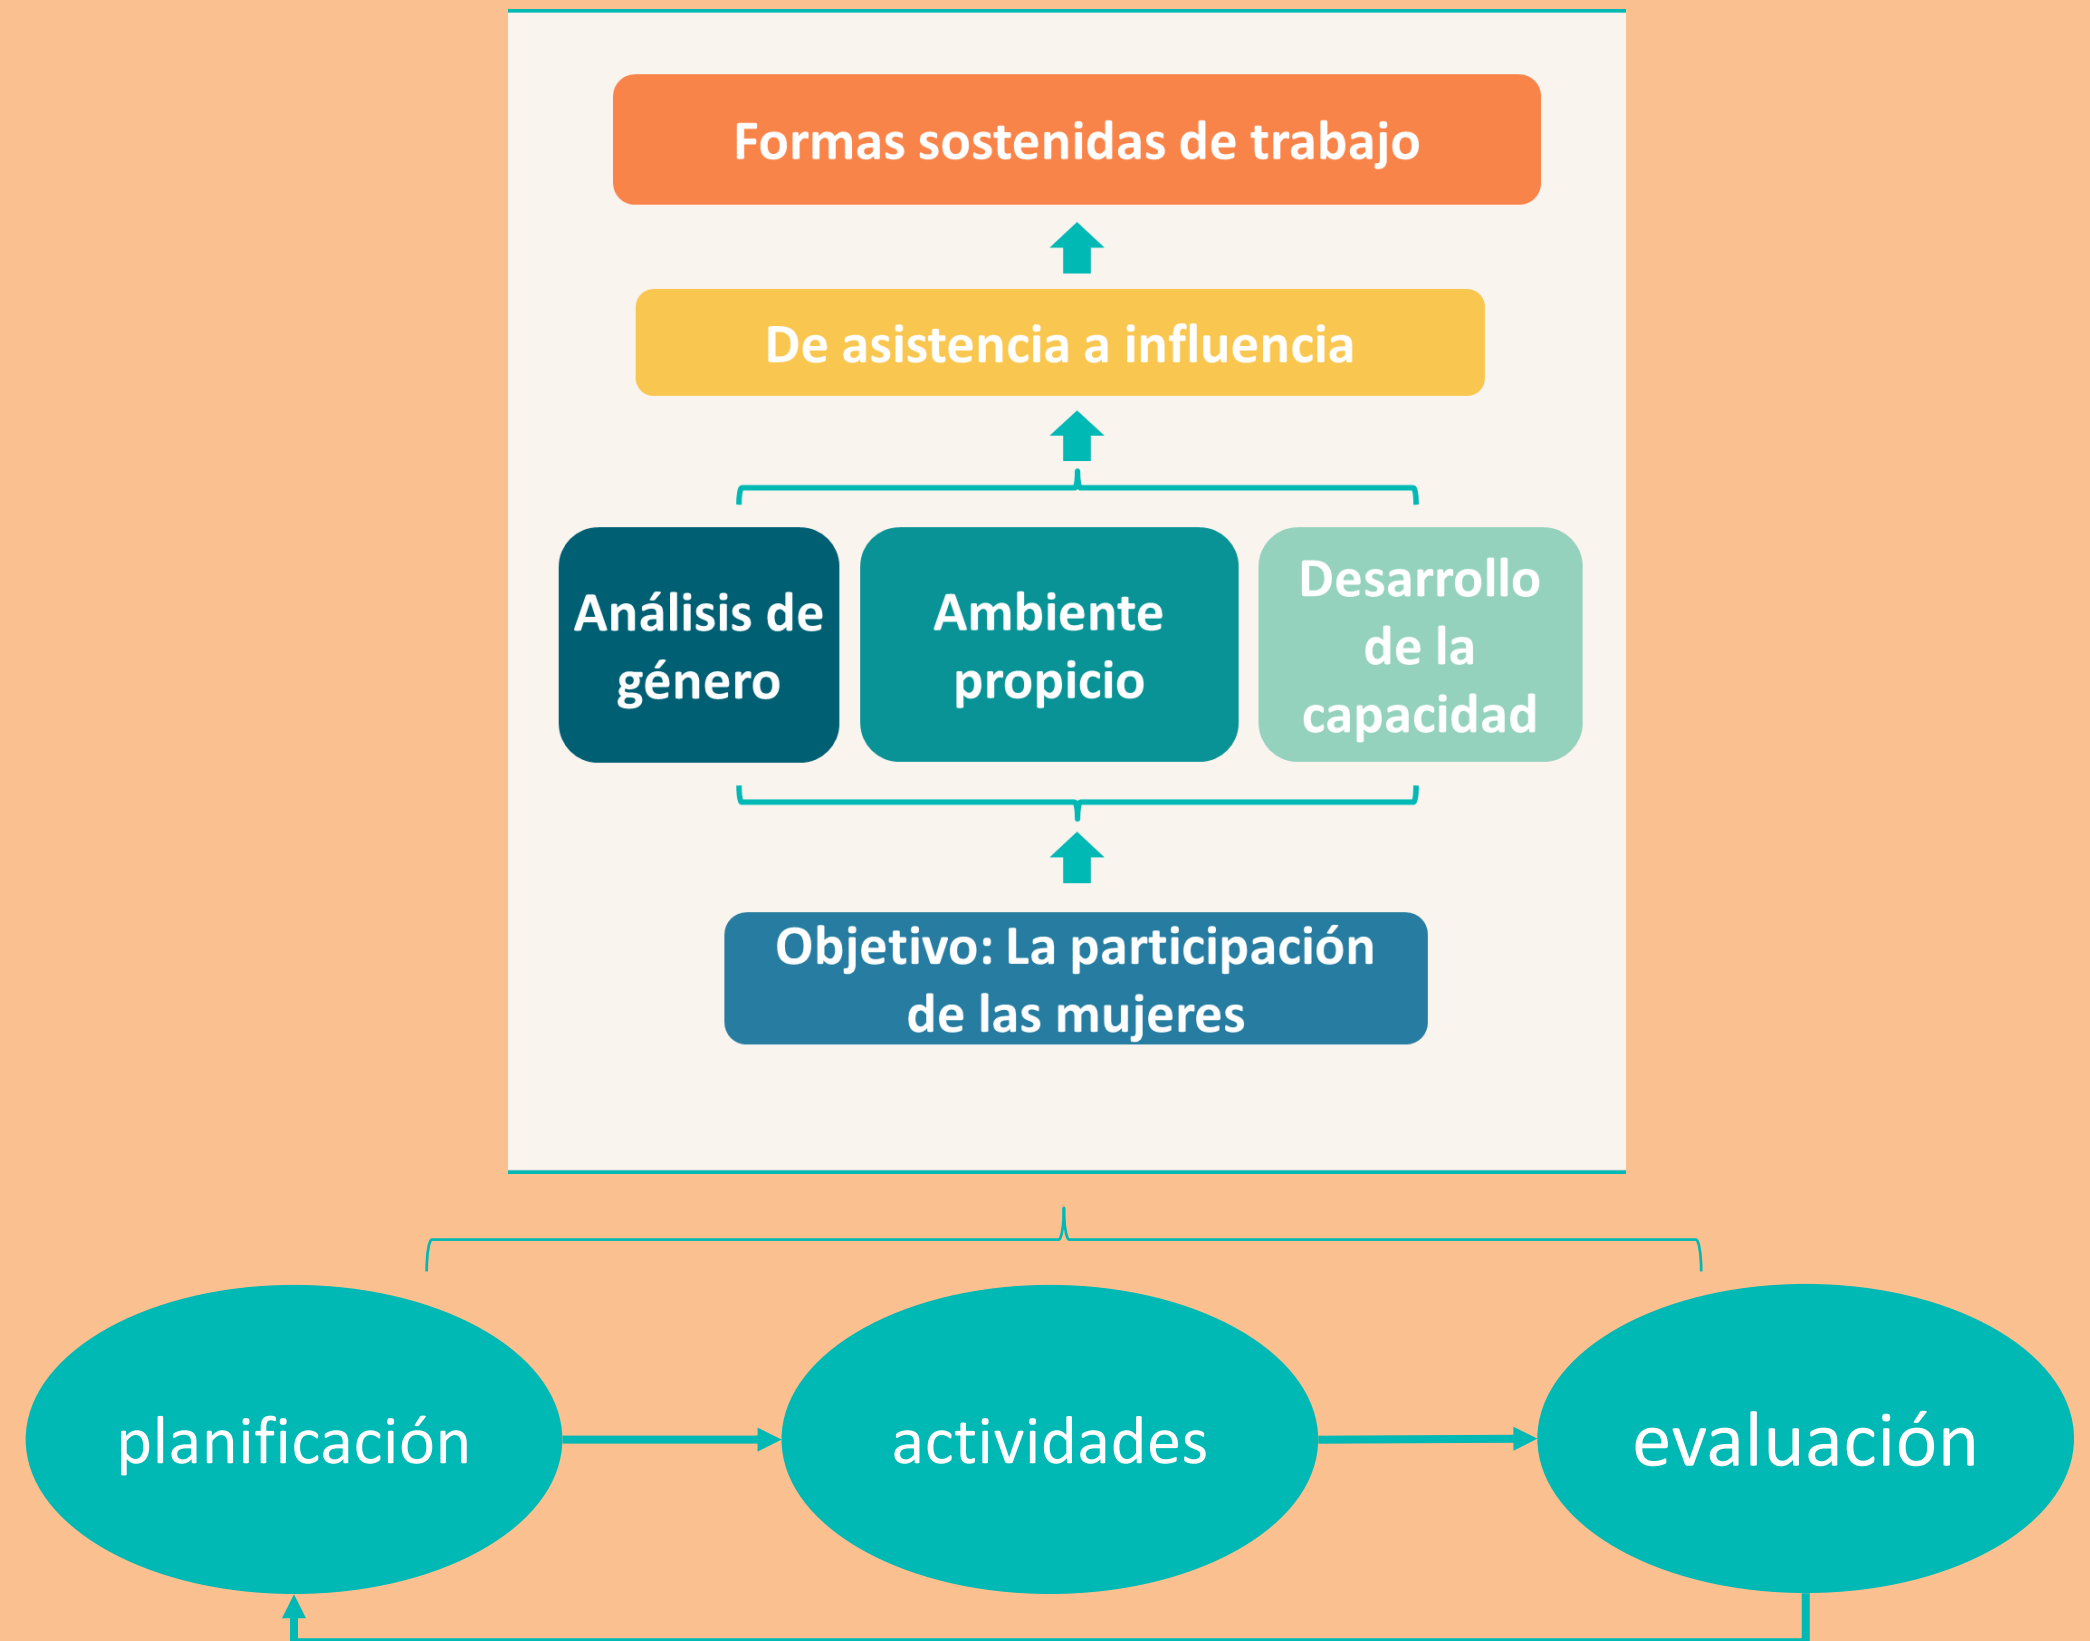 Formas sostenidas de trabajo
De asistencia a influencia
Análisis de
género
Ambiente
propicio
Desarrollo
de la
capacidad
Objetivo: La participación
de las mujeres
planificación
actividades
evaluación